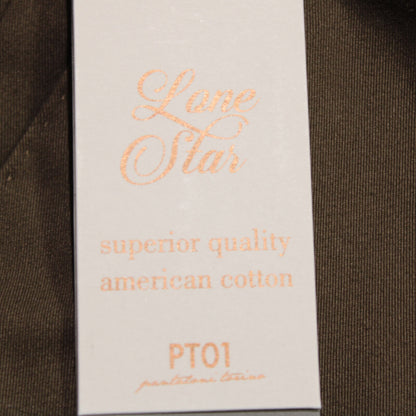 Lone
Star
superior quality
american cotton
PT01
pantaloni torino